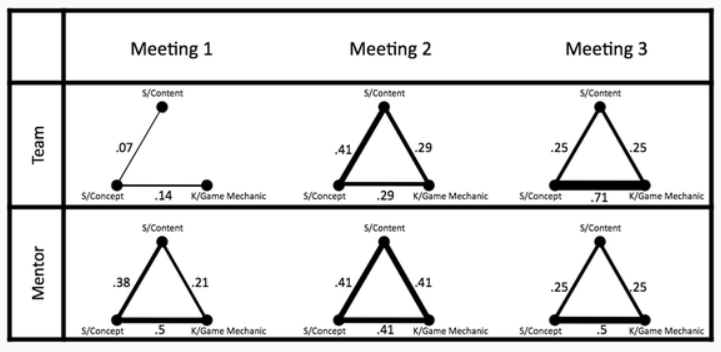 Meeting 1 Meeting 2 Meeting 3
Team
S/Content S/Content S/Content
.07 .41 .29 .25 .25
S/Concept .14 K/Game Mechanic S/Concept .29 K/Game Mechanic S/Concept .71 K/Game Mechanic
Mentor
S/Content S/Content S/Content
.38 .21 .41 .41 .25 .25
S/Concept .5 K/Game Mechanic S/Concept .41 K/Game Mechanic S/Concept .5 K/Game Mechanic